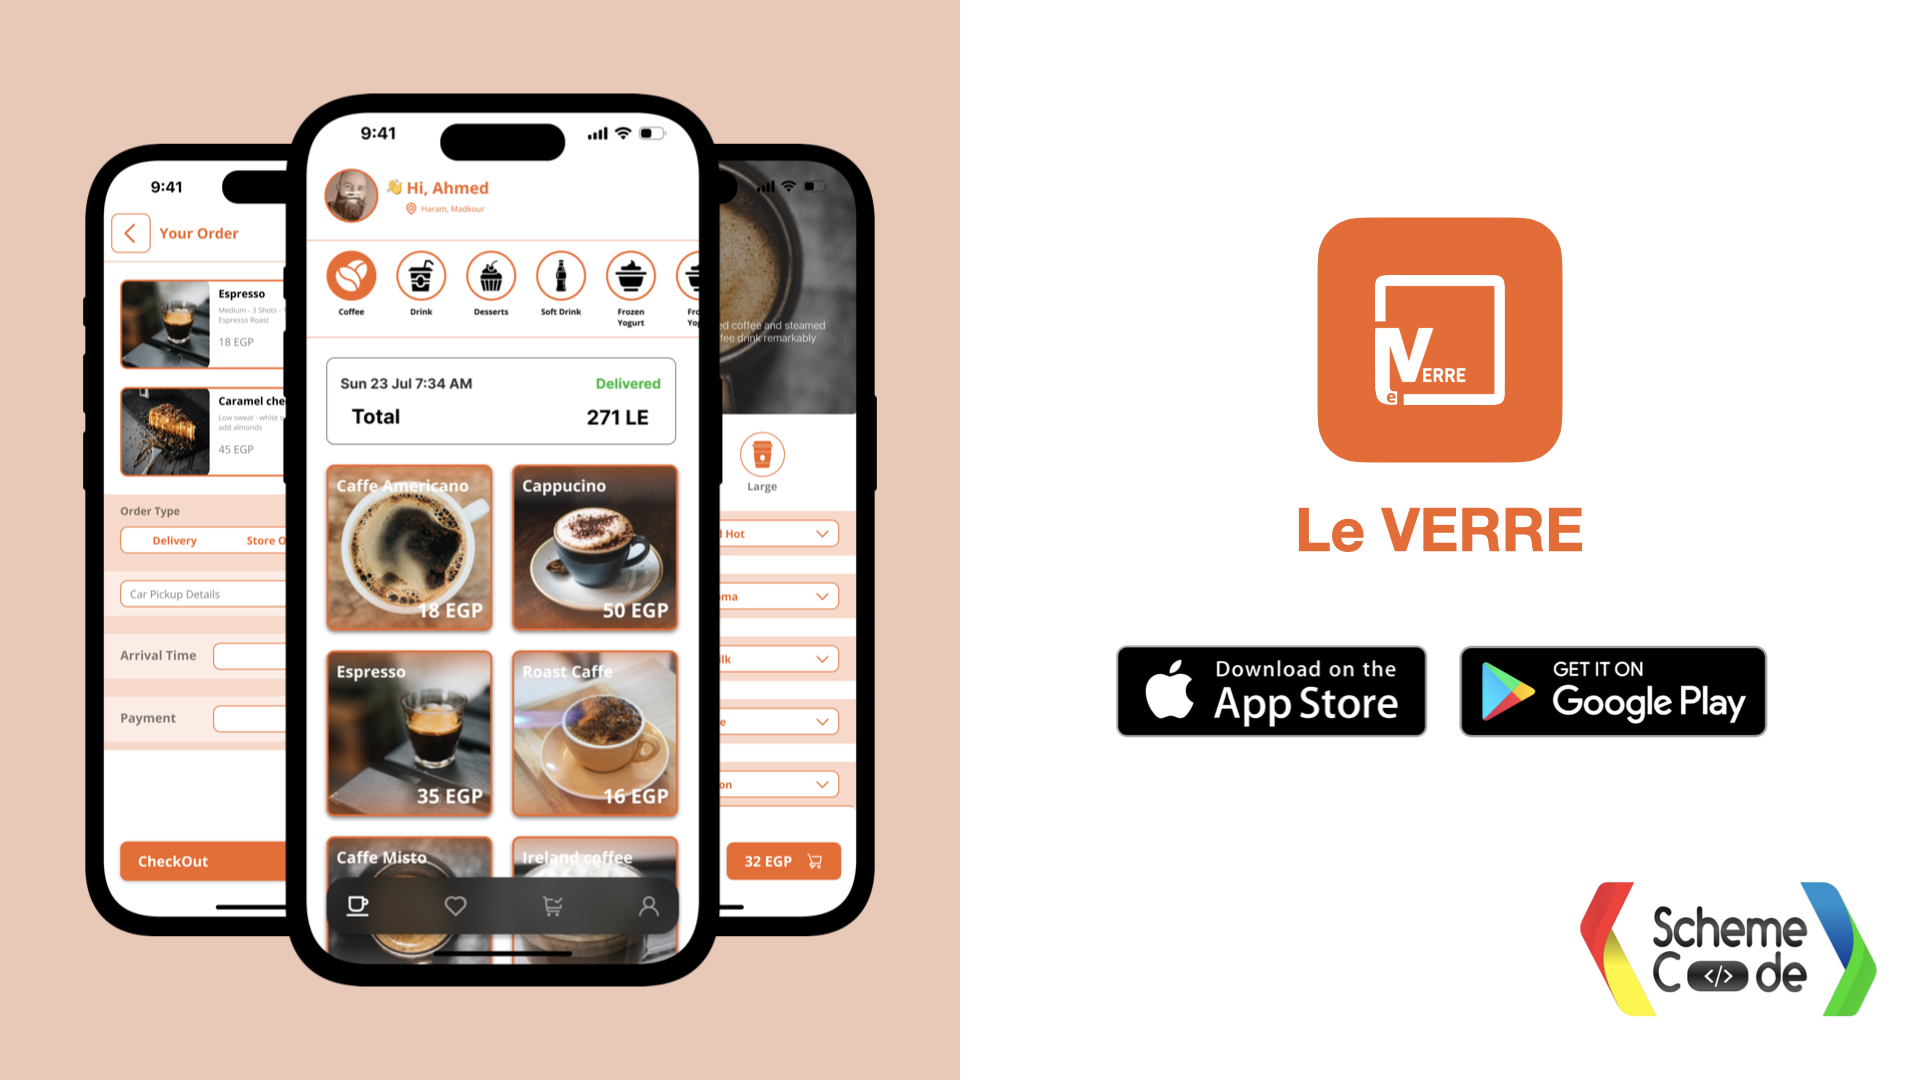 9:41
Your Order
Espresso
Medium - 3 Shots -
Espresso Roast
18 EGP
Caramel che
Low sweat - white
add almonds
45 EGP
Order Type
Delivery
Store O
Car Pickup Details
Arrival Time
Payment
CheckOut
9:41
👋 Hi, Ahmed
Haram, Madkour
Coffee
Drink
Desserts
Soft Drink
Frozen
Yogurt
Fro
Yog
Sun 23 Jul 7:34 AM
Delivered
Total
271 LE
Caffe Americano
18 EGP
Cappucino
50 EGP
Espresso
35 EGP
Roast Caffe
16 EGP
Caffe Misto
Ireland coffee
ed coffee and steamed
fee drink remarkably
Large
Hot
oma
ilk
e
on
32 EGP
Le VERRE
Le VERRE
Download on the
App Store
GET IT ON
Google Play
Scheme
C</>de